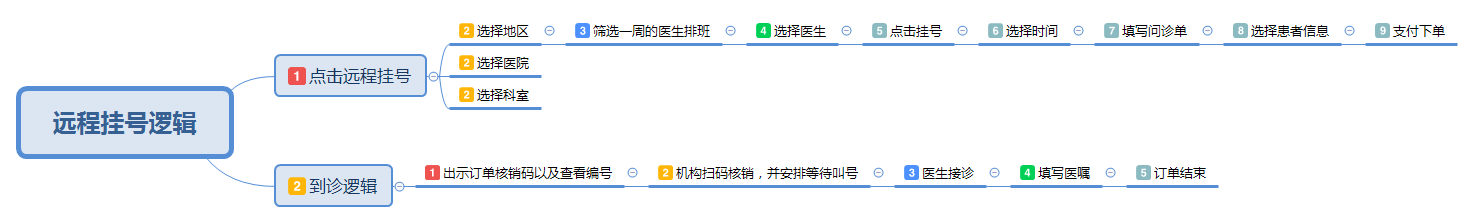 2 选择地区 3 筛选一周的医生排班 4 选择医生 5 点击挂号 6 选择时间 7 填写问诊单 8 选择患者信息 9 支付下单
1 点击远程挂号
2 选择医院
2 选择科室
远程挂号逻辑
2 到诊逻辑
1 出示订单核销码以及查看编号 2 机构扫码核销，并安排等待叫号 3 医生接诊 4 填写医嘱 5 订单结束